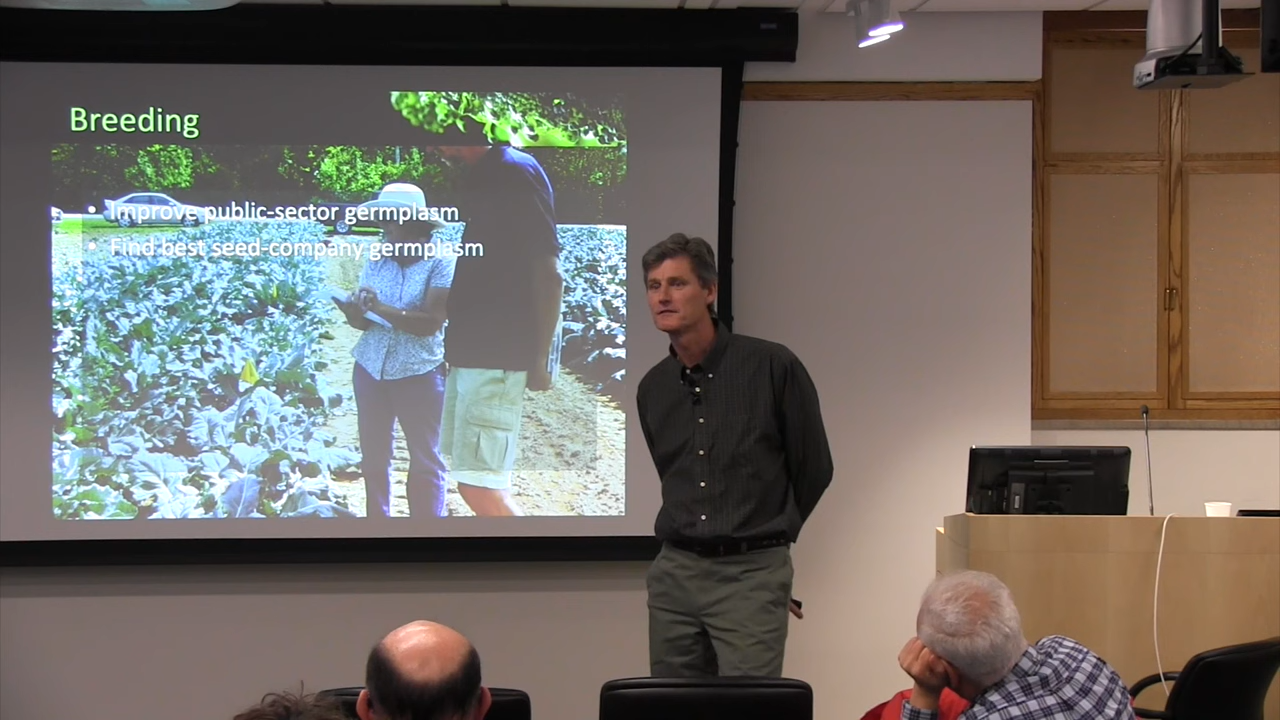 Breeding
• Improve public-sector germplasm
• Find best seed-company germplasm